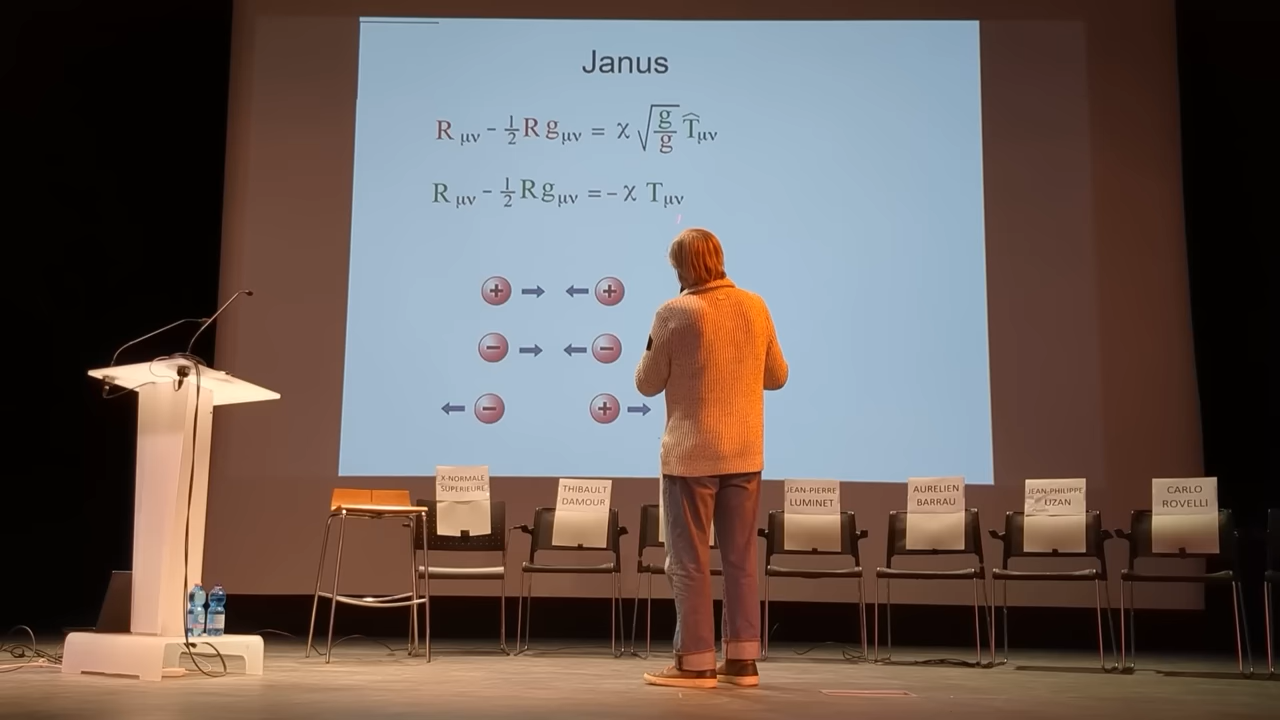 Janus
R μν - 1/2 R g μν = χ √(g/g) T̂ μν
R μν - 1/2 R g μν = - χ T μν
+ → ← +
- → ← -
← - + →
X-NORMALE
SUPERIEURE
THIBAULT
DAMOUR
JEAN-PIERRE
LUMINET
AURELIEN
BARRAU
JEAN-PHILIPPE
UZAN
CARLO
ROVELLI